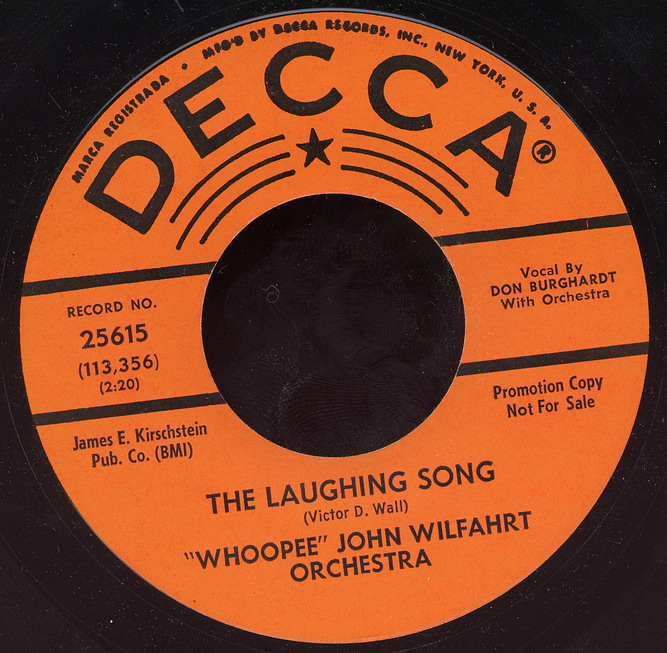 MARCA REGISTRADA • MFG'D BY DECCA RECORDS, INC., NEW YORK, U. S. A.
DECCA®
Vocal By
DON BURGHARDT
With Orchestra
RECORD NO.
25615
(113,356)
(2:20)
Promotion Copy
Not For Sale
James E. Kirschstein
Pub. Co. (BMI)
THE LAUGHING SONG
(Victor D. Wall)
"WHOOPEE" JOHN WILFAHRT
ORCHESTRA